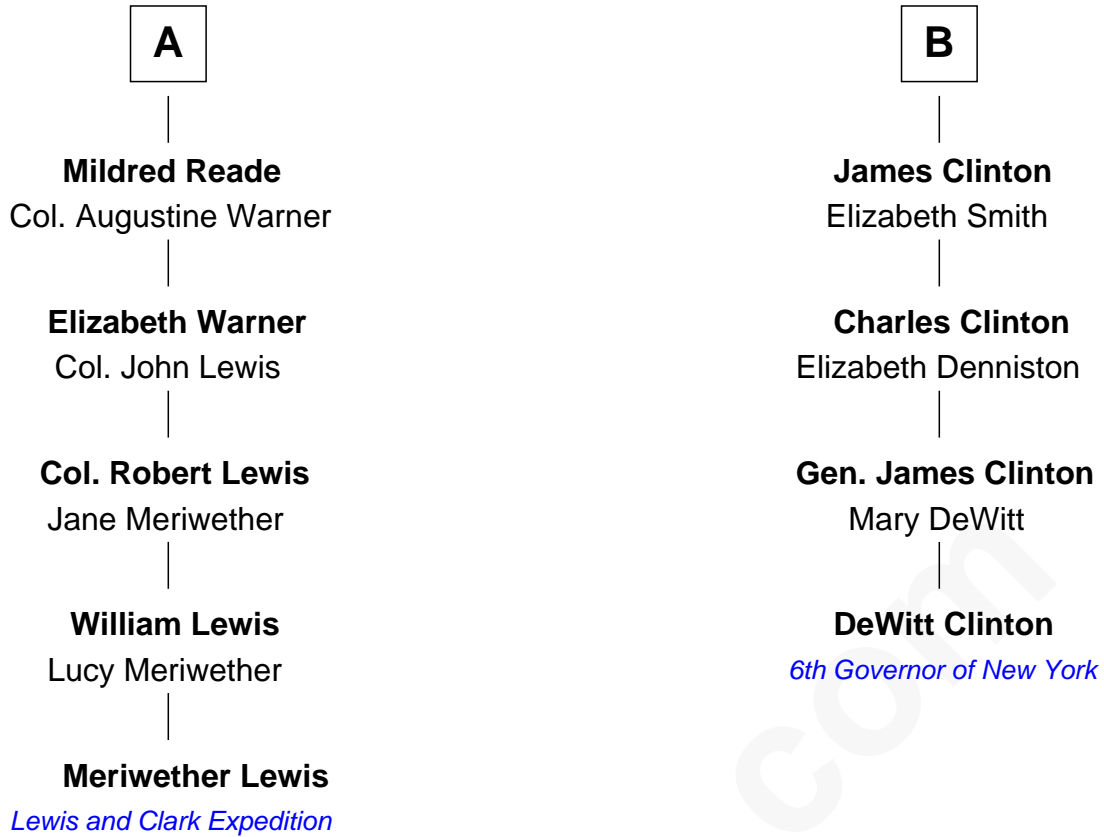 A
Mildred Reade
Col. Augustine Warner
Elizabeth Warner
Col. John Lewis
Col. Robert Lewis
Jane Meriwether
William Lewis
Lucy Meriwether
Meriwether Lewis
Lewis and Clark Expedition
B
James Clinton
Elizabeth Smith
Charles Clinton
Elizabeth Denniston
Gen. James Clinton
Mary DeWitt
DeWitt Clinton
6th Governor of New York
com